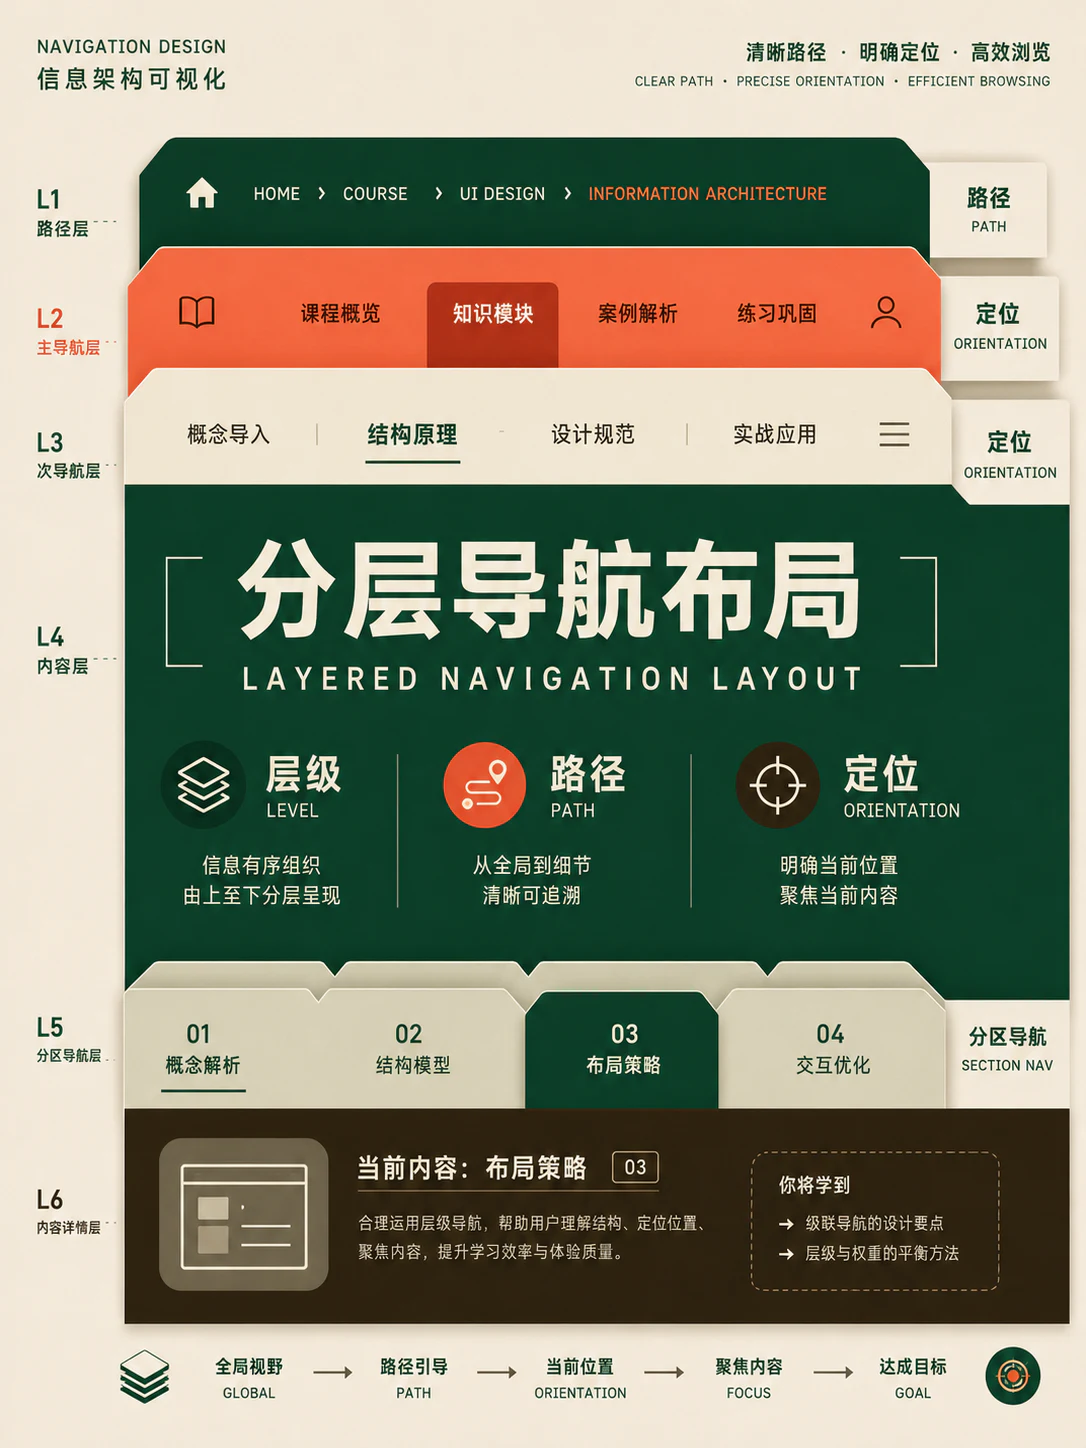 NAVIGATION DESIGN
信息架构可视化
清晰路径 · 明确定位 · 高效浏览
CLEAR PATH • PRECISE ORIENTATION • EFFICIENT BROWSING
L1
路径层
HOME › COURSE › UI DESIGN › INFORMATION ARCHITECTURE
路径
PATH
L2
主导航层
课程概览 知识模块 案例解析 练习巩固
定位
ORIENTATION
L3
次导航层
概念导入 结构原理 设计规范 实战应用
定位
ORIENTATION
L4
内容层
分层导航布局
LAYERED NAVIGATION LAYOUT
层级
LEVEL
信息有序组织
由上至下分层呈现
路径
PATH
从全局到细节
清晰可追溯
定位
ORIENTATION
明确当前位置
聚焦当前内容
L5
分区导航层
01
概念解析
02
结构模型
03
布局策略
04
交互优化
分区导航
SECTION NAV
L6
内容详情层
当前内容：布局策略 03
合理运用层级导航，帮助用户理解结构、定位位置、
聚焦内容，提升学习效率与体验质量。
你将学到
→ 级联导航的设计要点
→ 层级与权重的平衡方法
全局视野
GLOBAL
路径引导
PATH
当前位置
ORIENTATION
聚焦内容
FOCUS
达成目标
GOAL